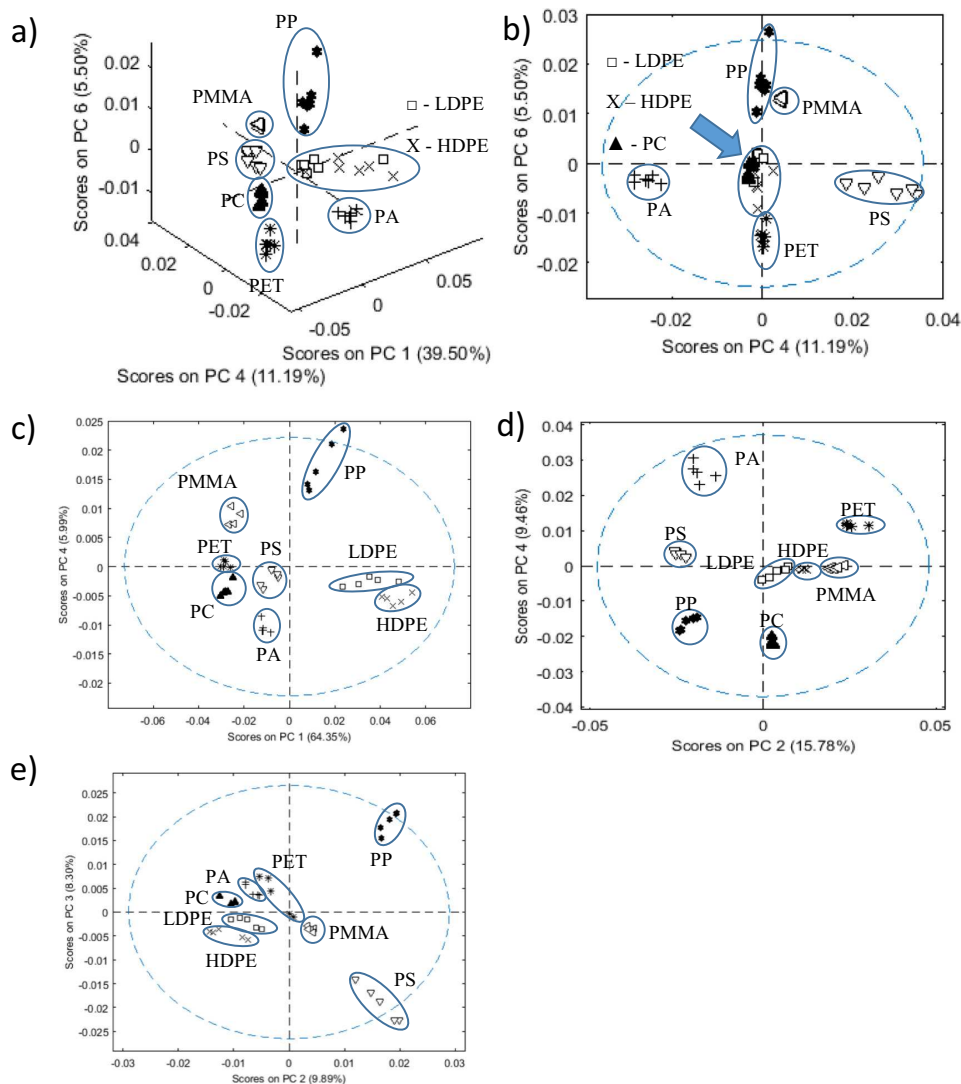 a)
PP
0.02
0.01
0
-0.01
Scores on PC 6 (5.50%)
PMMA
PS
PC
PET
□ - LDPE
X - HDPE
PA
0.04
0.02
0
-0.02
-0.05
0
0.05
Scores on PC 1 (39.50%)
Scores on PC 4 (11.19%)
b)
0.03
0.02
0.01
0
-0.01
-0.02
Scores on PC 6 (5.50%)
□ - LDPE
X – HDPE
▲ - PC
PP
PMMA
PA
PS
PET
-0.02
0
0.02
0.04
Scores on PC 4 (11.19%)
c)
0.025
0.02
0.015
0.01
0.005
0
-0.005
-0.01
-0.015
-0.02
Scores on PC 4 (5.99%)
PP
PMMA
PET
PS
LDPE
PC
HDPE
PA
-0.06
-0.04
-0.02
0
0.02
0.04
0.06
Scores on PC 1 (64.35%)
d)
0.04
0.03
0.02
0.01
0
-0.01
-0.02
-0.03
-0.04
Scores on PC 4 (9.46%)
PA
PET
PS
LDPE
HDPE
PMMA
PP
PC
-0.05
0
0.05
Scores on PC 2 (15.78%)
e)
0.025
0.02
0.015
0.01
0.005
0
-0.005
-0.01
-0.015
-0.02
-0.025
Scores on PC 3 (8.30%)
PP
PET
PA
PC
LDPE
PMMA
HDPE
PS
-0.03
-0.02
-0.01
0
0.01
0.02
0.03
Scores on PC 2 (9.89%)